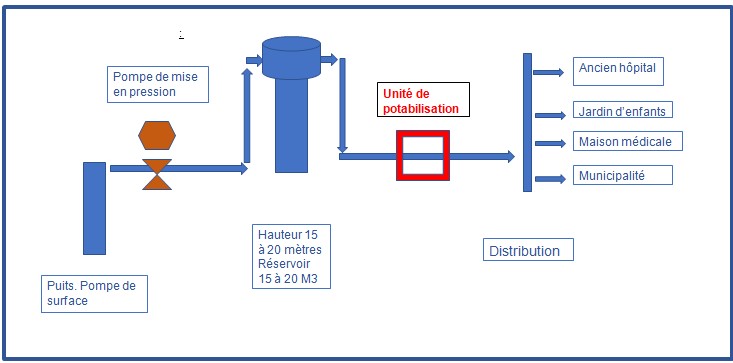 :
Pompe de mise
en pression
Unité de
potabilisation
Ancien hôpital
Jardin d'enfants
Maison médicale
Municipalité
Hauteur 15
à 20 mètres
Réservoir
15 à 20 M3
Distribution
Puits. Pompe de
surface